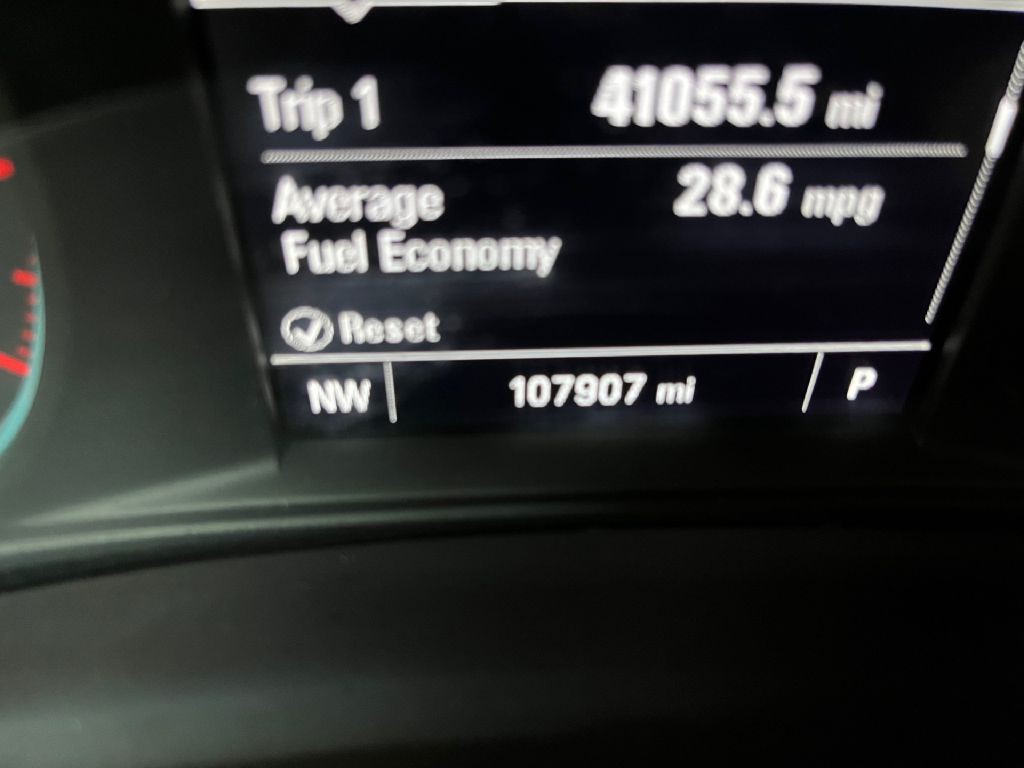 Trip 1 41055.5 mi
Average 28.6 mpg
Fuel Economy
Reset
NW 107907 mi P